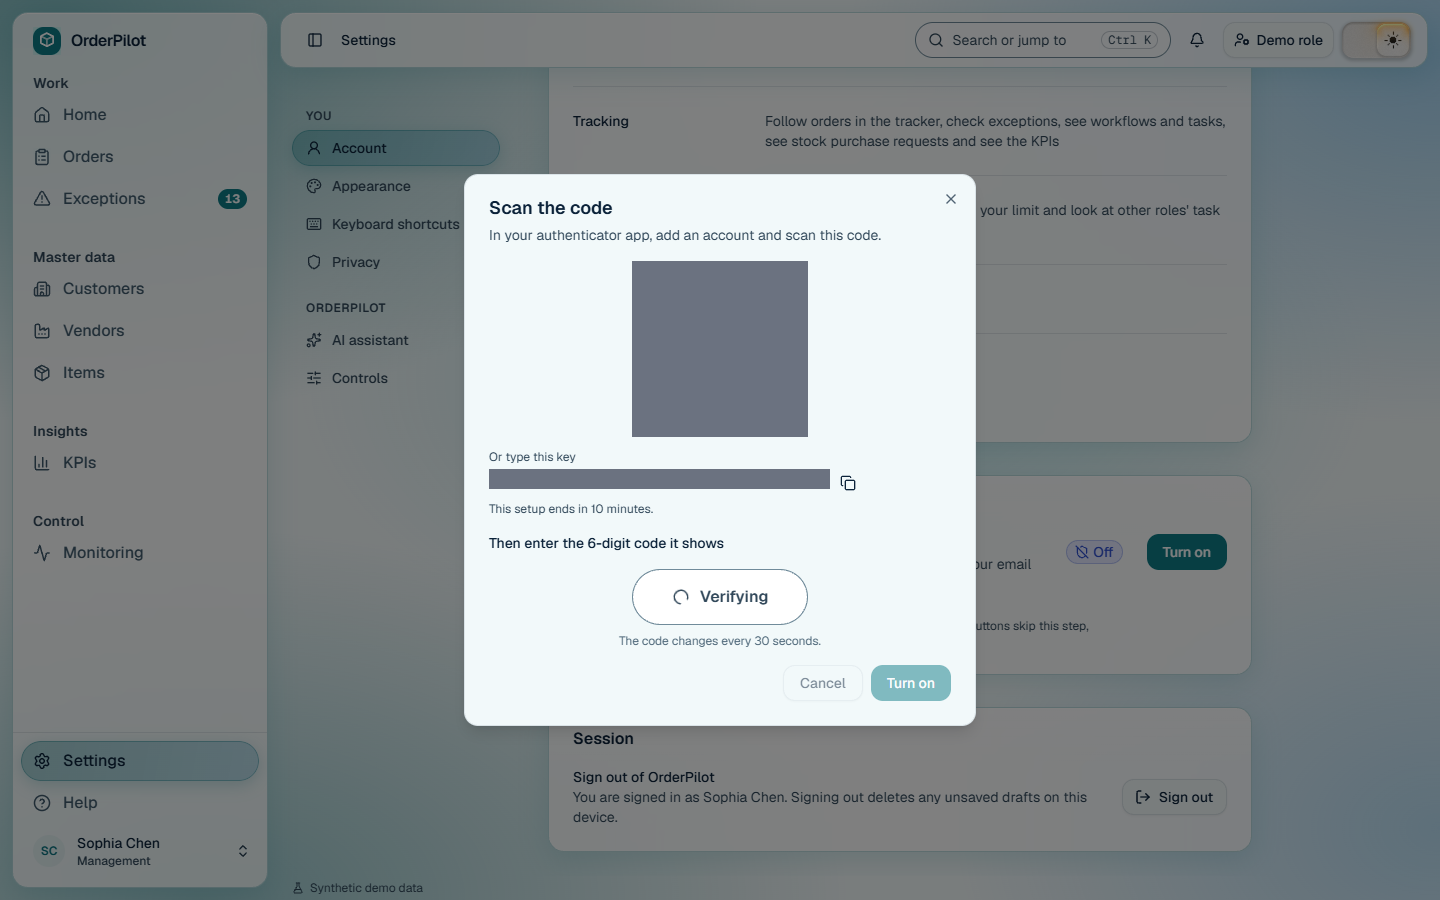 OrderPilot
Work
Home
Orders
Exceptions
13
Master data
Customers
Vendors
Items
Insights
KPIs
Control
Monitoring
Settings
Help
SC
Sophia Chen
Management
Settings
Search or jump to
Ctrl K
Demo role
YOU
Account
Appearance
Keyboard shortcuts
Privacy
ORDERPILOT
AI assistant
Controls
Tracking
Follow orders in the tracker, check exceptions, see workflows and tasks,
see stock purchase requests and see the KPIs
your limit and look at other roles' task
Scan the code
In your authenticator app, add an account and scan this code.
Or type this key
This setup ends in 10 minutes.
Then enter the 6-digit code it shows
Verifying
The code changes every 30 seconds.
Cancel
Turn on
email
Off
Turn on
skip this step,
Session
Sign out of OrderPilot
You are signed in as Sophia Chen. Signing out deletes any unsaved drafts on this
device.
Sign out
Synthetic demo data